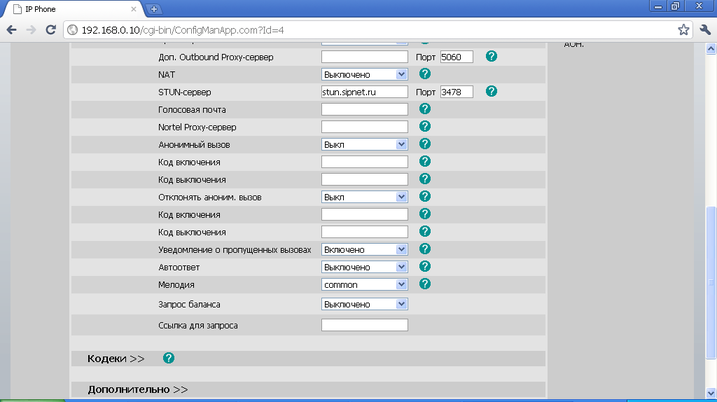 IP Phone
192.168.0.10/cgi-bin/ConfigManApp.com?Id=4
АОН.
Доп. Outbound Proxy-сервер Порт 5060 ?
NAT Выключено ?
STUN-сервер stun.sipnet.ru Порт 3478 ?
Голосовая почта ?
Nortel Proxy-сервер ?
Анонимный вызов Выкл ?
Код включения ?
Код выключения ?
Отклонять аноним. вызов Выкл ?
Код включения ?
Код выключения ?
Уведомление о пропущенных вызовах Включено ?
Автоответ Выключено ?
Мелодия common ?
Запрос баланса Выключено
Ссылка для запроса
Кодеки >> ?
Дополнительно >>